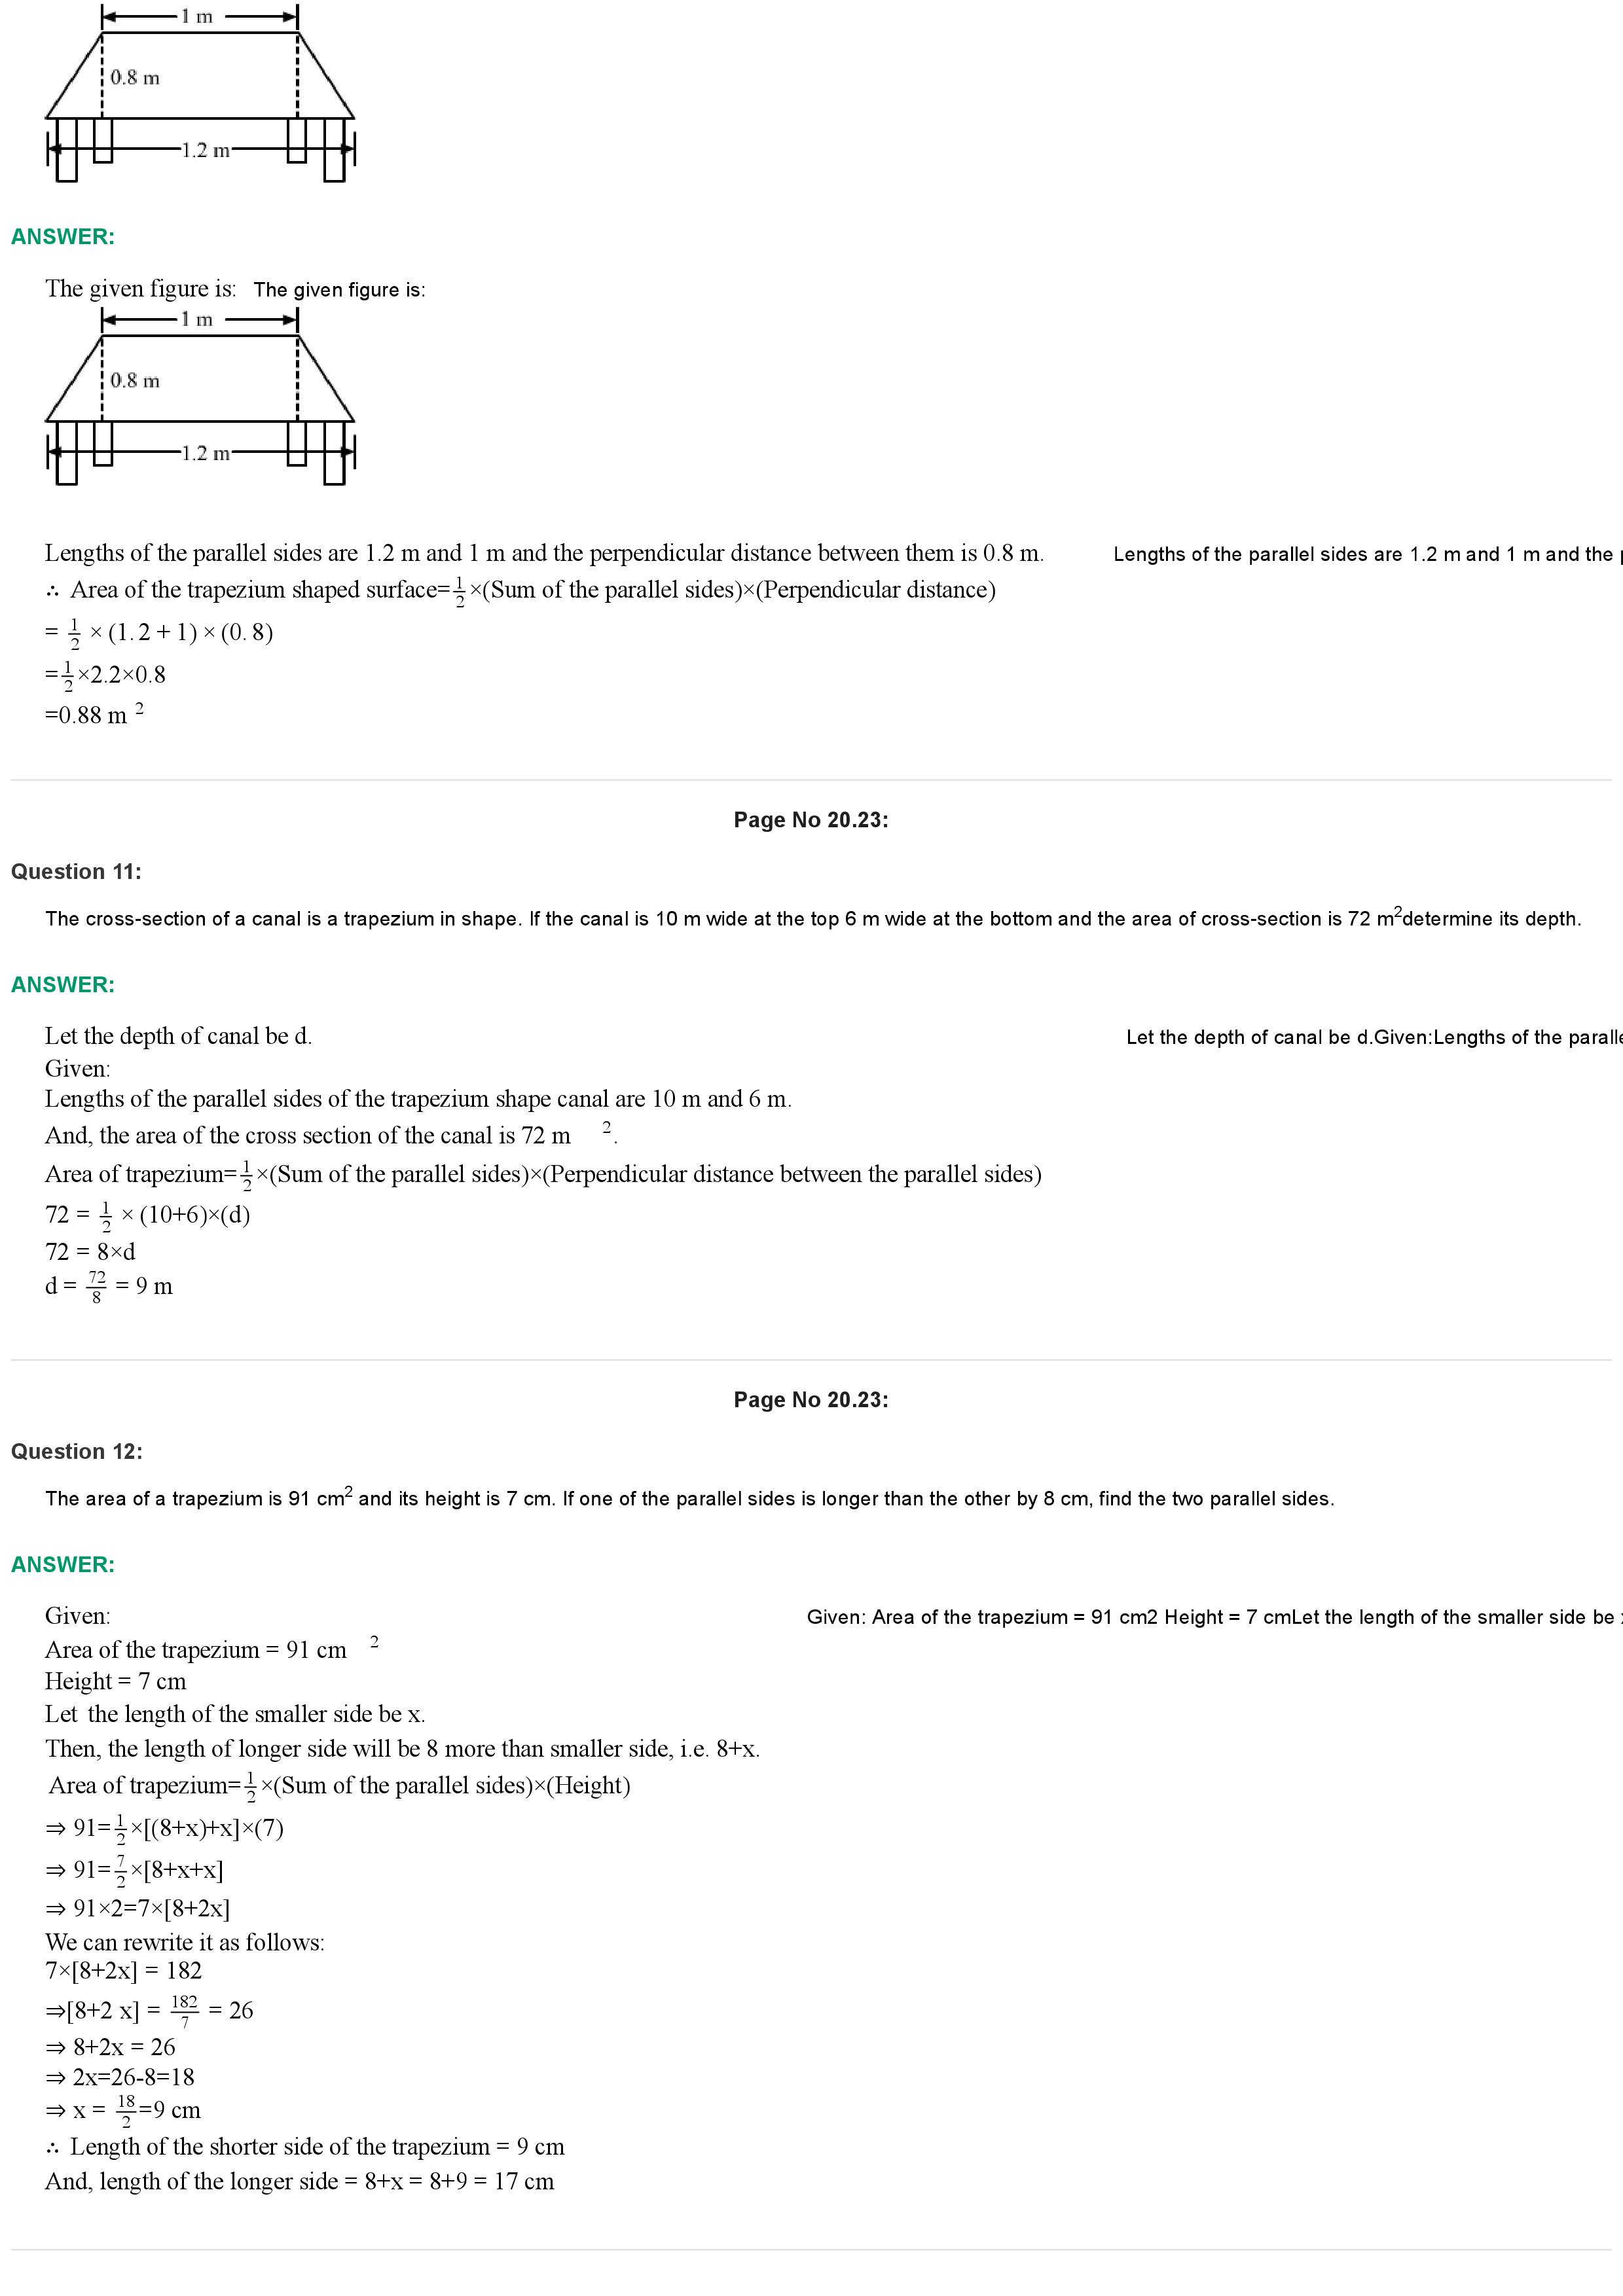 1 m
0.8 m
1.2 m
ANSWER:
The given figure is: The given figure is:
1 m
0.8 m
1.2 m
Lengths of the parallel sides are 1.2 m and 1 m and the perpendicular distance between them is 0.8 m. Lengths of the parallel sides are 1.2 m and 1 m and the
∴ Area of the trapezium shaped surface=1/2×(Sum of the parallel sides)×(Perpendicular distance)
= 1/2 × (1. 2 + 1) × (0. 8)
=1/2×2.2×0.8
=0.88 m 2
Page No 20.23:
Question 11:
The cross-section of a canal is a trapezium in shape. If the canal is 10 m wide at the top 6 m wide at the bottom and the area of cross-section is 72 m2determine its depth.
ANSWER:
Let the depth of canal be d. Let the depth of canal be d.Given:Lengths of the
Given:
Lengths of the parallel sides of the trapezium shape canal are 10 m and 6 m.
And, the area of the cross section of the canal is 72 m 2.
Area of trapezium=1/2×(Sum of the parallel sides)×(Perpendicular distance between the parallel sides)
72 = 1/2 × (10+6)×(d)
72 = 8×d
d = 72/8 = 9 m
Page No 20.23:
Question 12:
The area of a trapezium is 91 cm2 and its height is 7 cm. If one of the parallel sides is longer than the other by 8 cm, find the two parallel sides.
ANSWER:
Given: Given: Area of the trapezium = 91 cm2 Height = 7 cmLet the length of the smaller side be
Area of the trapezium = 91 cm 2
Height = 7 cm
Let the length of the smaller side be x.
Then, the length of longer side will be 8 more than smaller side, i.e. 8+x.
Area of trapezium=1/2×(Sum of the parallel sides)×(Height)
⇒ 91=1/2×[(8+x)+x]×(7)
⇒ 91=7/2×[8+x+x]
⇒ 91×2=7×[8+2x]
We can rewrite it as follows:
7×[8+2x] = 182
⇒[8+2 x] = 182/7 = 26
⇒ 8+2x = 26
⇒ 2x=26-8=18
⇒ x = 18/2=9 cm
∴ Length of the shorter side of the trapezium = 9 cm
And, length of the longer side = 8+x = 8+9 = 17 cm